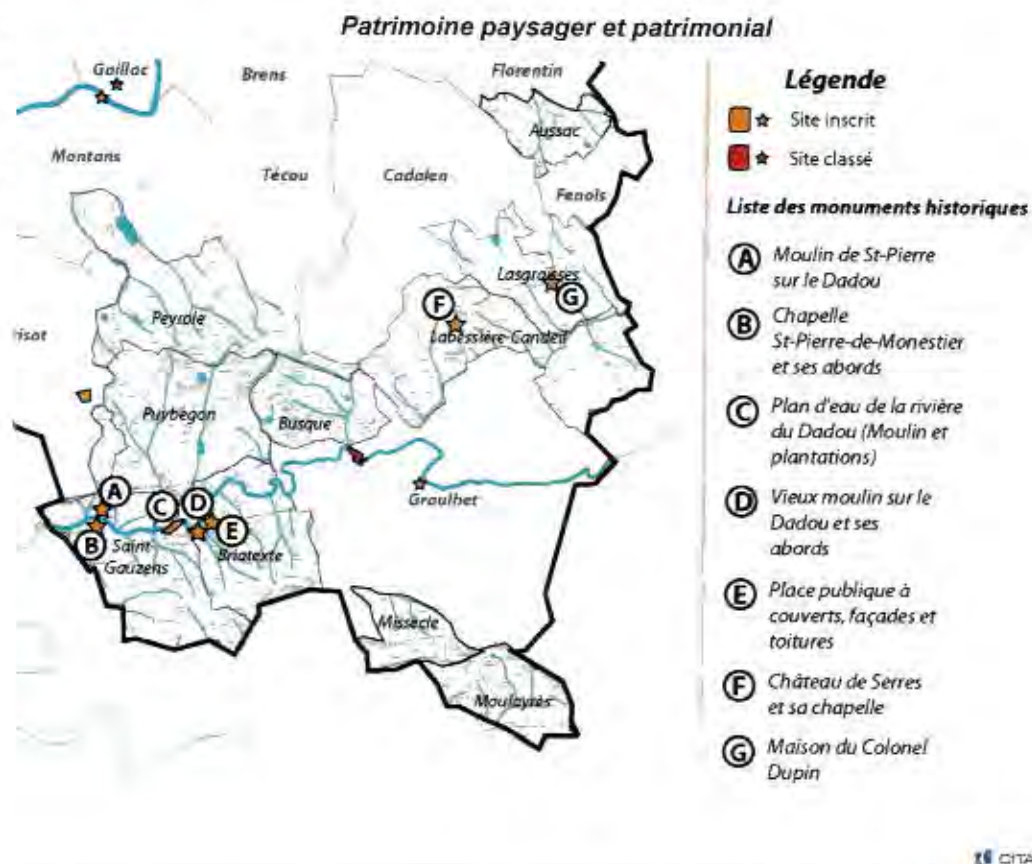 Patrimoine paysager et patrimonial
Gaillac
Brens
Florentin
Aussac
Montans
Técou
Cadalen
Fenols
Lasgraisses
G
F
Labessière-Candeil
Peyrole
Puybegon
Busque
Graulhet
A
C
D
E
B
Saint
Gauzens
Briatexte
Missècle
Moulayrès
Légende
Site inscrit
Site classé
Liste des monuments historiques
A Moulin de St-Pierre
sur le Dadou
B Chapelle
St-Pierre-de-Monestier
et ses abords
C Plan d'eau de la rivière
du Dadou (Moulin et
plantations)
D Vieux moulin sur le
Dadou et ses
abords
E Place publique à
couverts, façades et
toitures
F Château de Serres
et sa chapelle
G Maison du Colonel
Dupin